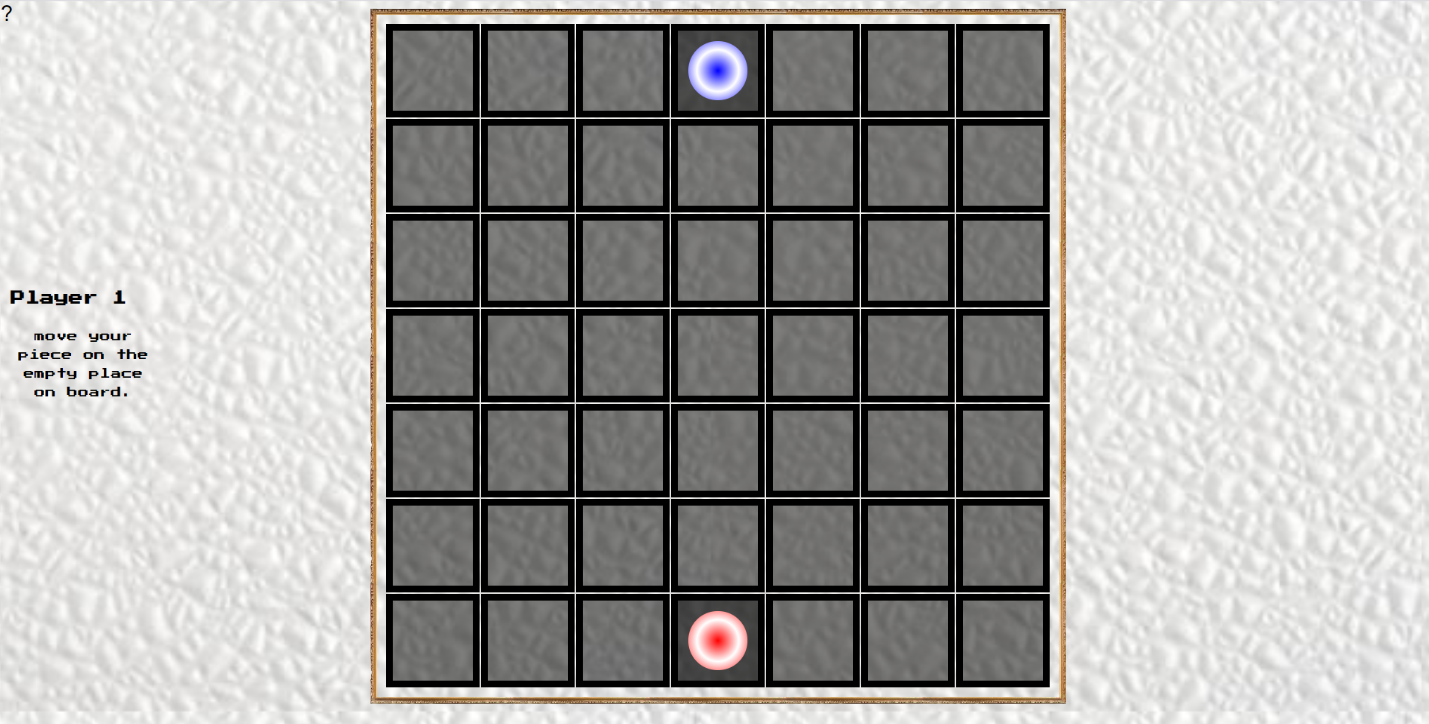 ?
Player 1
move your
piece on the
empty place
on board.